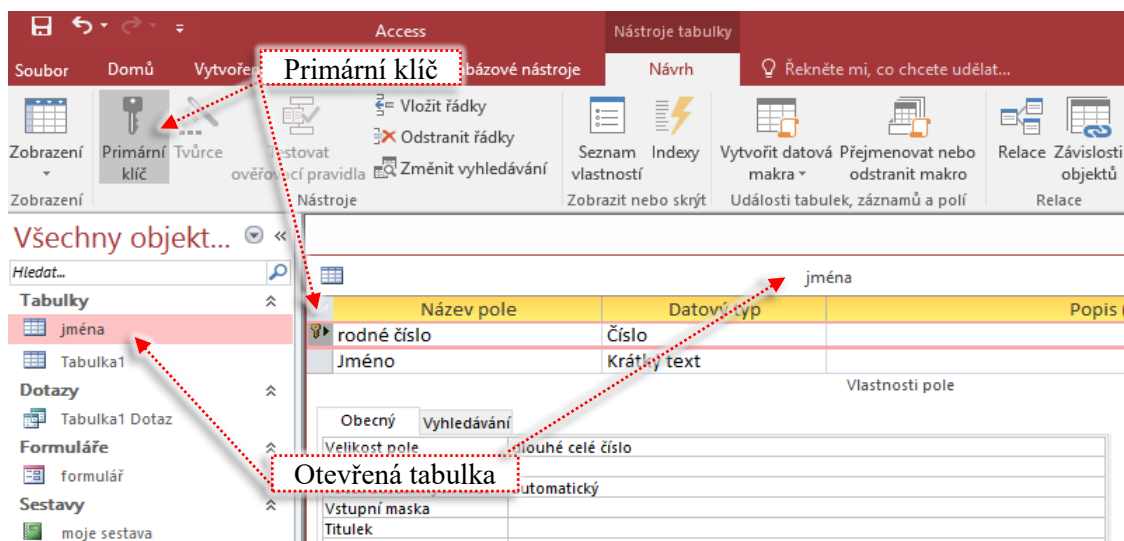 Access
Nástroje tabulky
Soubor
Domů
Vytvoře
Primární klíč
abázové nástroje
Návrh
Řekněte mi, co chcete udělat...
Zobrazení
Primární klíč
Tvůrce
Testovat
ověřovací pravidla
Vložit řádky
Odstranit řádky
Změnit vyhledávání
Seznam vlastností
Indexy
Vytvořit datová makra
Přejmenovat nebo odstranit makro
Relace
Závislosti objektů
Zobrazení
Nástroje
Zobrazit nebo skrýt
Události tabulek, záznamů a polí
Relace
Všechny objekt...
Hledat...
Tabulky
jména
Tabulka1
Dotazy
Tabulka1 Dotaz
Formuláře
formulář
Sestavy
moje sestava
jména
Název pole
Datový typ
Popis (
rodné číslo
Číslo
Jméno
Krátký text
Vlastnosti pole
Obecný
Vyhledávání
Velikost pole
dlouhé celé číslo
Otevřená tabulka
utomatický
Vstupní maska
Titulek